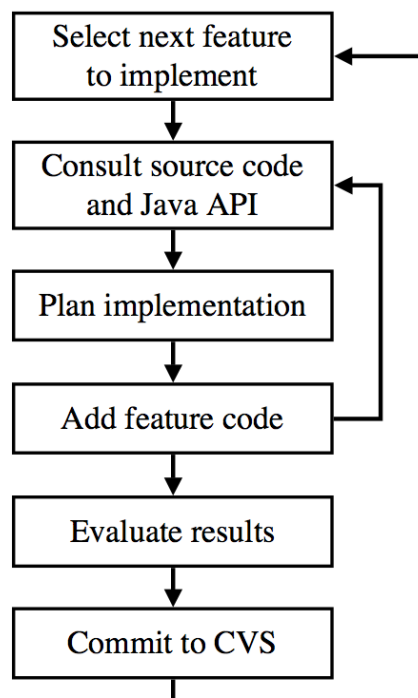 Select next feature
to implement
Consult source code
and Java API
Plan implementation
Add feature code
Evaluate results
Commit to CVS